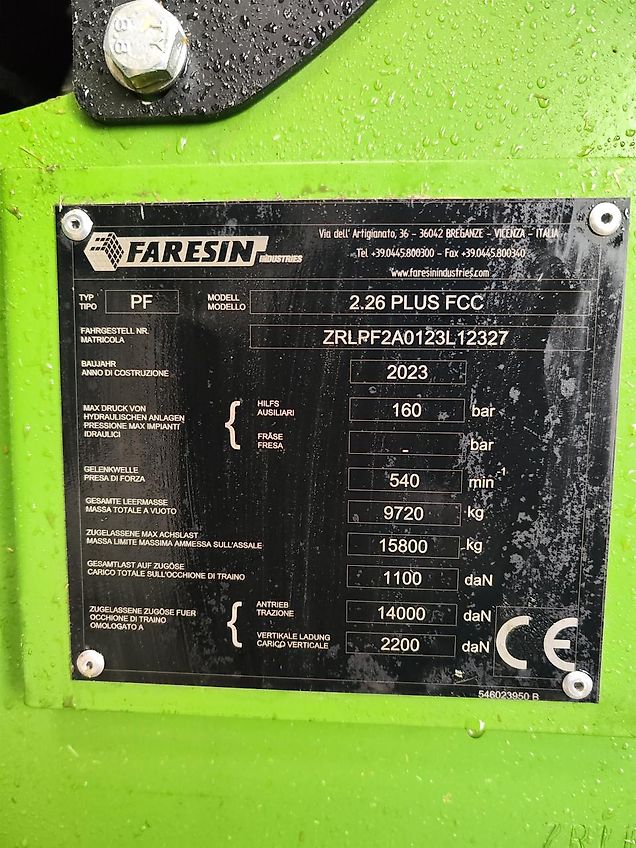 TY
8.8
FARESIN INDUSTRIES
Via dell' Artigianato, 36 - 36042 BREGANZE - VICENZA - ITALIA
Tel +39.0445.800300 - Fax +39.0445.800340
www.faresinindustries.com
TYP
TIPO
PF
MODELL
MODELLO
2.26 PLUS FCC
FAHRGESTELL NR.
MATRICOLA
ZRLPF2A0123L12327
BAUJAHR
ANNO DI COSTRUZIONE
2023
MAX DRUCK VON
HYDRAULISCHEN ANLAGEN
PRESSIONE MAX IMPIANTI
IDRAULICI
HILFS
AUSILIARI
160 bar
FRÄSE
FRESA
- bar
GELENKWELLE
PRESA DI FORZA
540 min-1
GESAMTE LEERMASSE
MASSA TOTALE A VUOTO
9720 kg
ZUGELASSENE MAX ACHSLAST
MASSA LIMITE MASSIMA AMMESSA SULL'ASSALE
15800 kg
GESAMTLAST AUF ZUGÖSE
CARICO TOTALE SULL'OCCHIONE DI TRAINO
1100 daN
ZUGELASSENE ZUGÖSE FUER
OCCHIONE DI TRAINO
OMOLOGATO A
ANTRIEB
TRAZIONE
14000 daN
VERTIKALE LADUNG
CARICO VERTICALE
2200 daN
CE
546023950 B